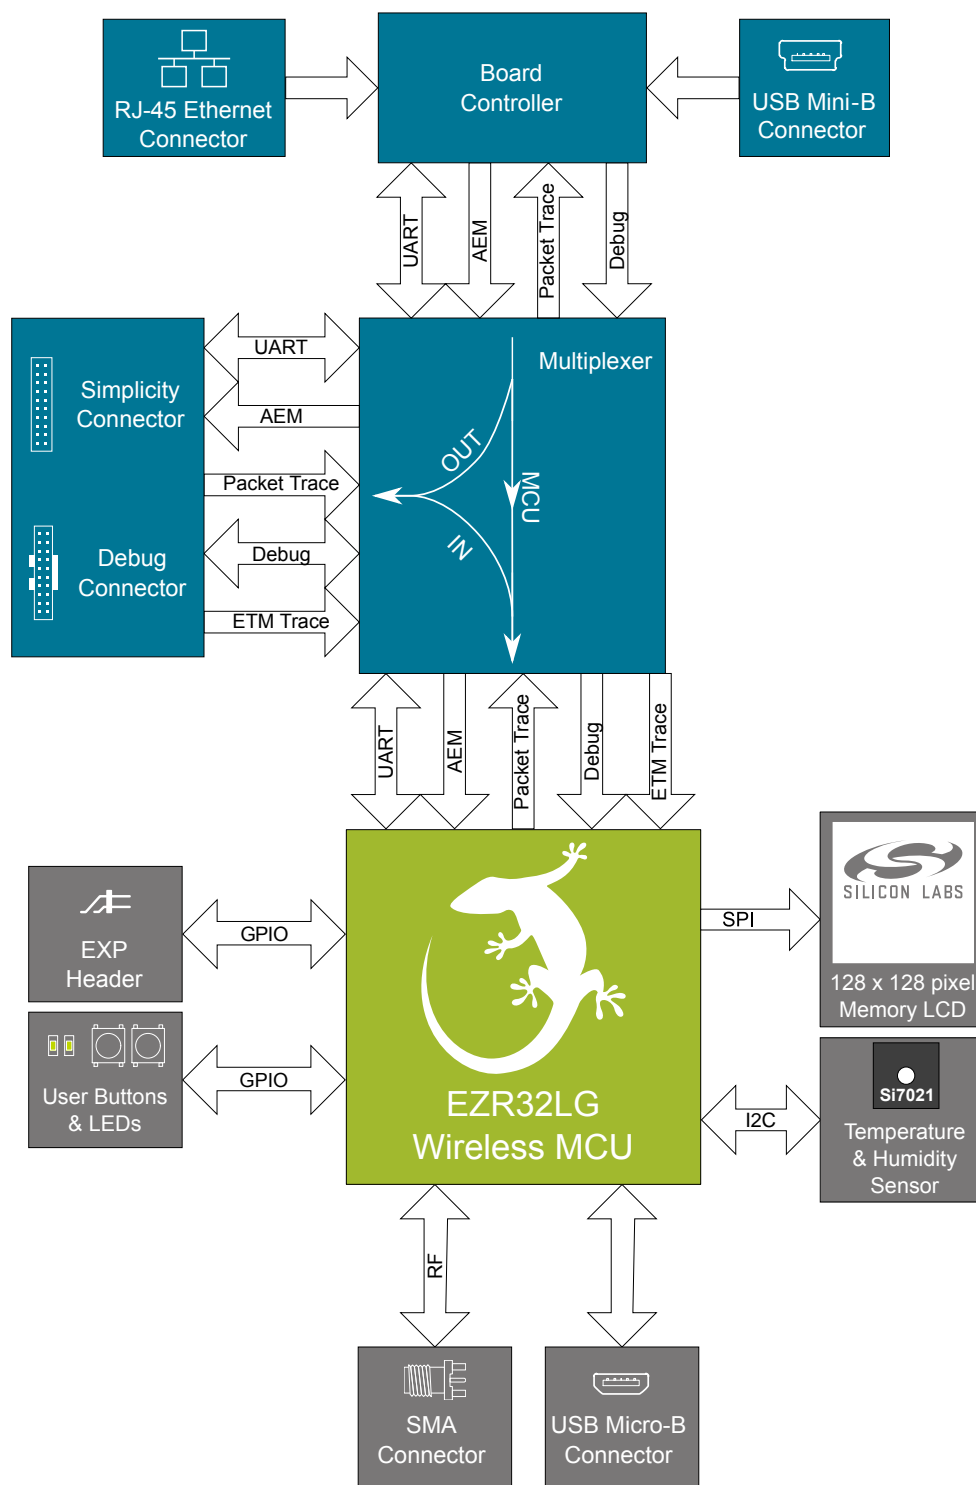 RJ-45 Ethernet
Connector
Board
Controller
USB Mini-B
Connector
UART
AEM
Packet Trace
Debug
Simplicity
Connector
Debug
Connector
UART
AEM
Packet Trace
Debug
ETM Trace
Multiplexer
OUT
MCU
IN
UART
AEM
Packet Trace
Debug
ETM Trace
EXP
Header
GPIO
User Buttons
& LEDs
GPIO
EZR32LG
Wireless MCU
SPI
SILICON LABS
128 x 128 pixel
Memory LCD
I2C
Si7021
Temperature
& Humidity
Sensor
RF
SMA
Connector
USB Micro-B
Connector